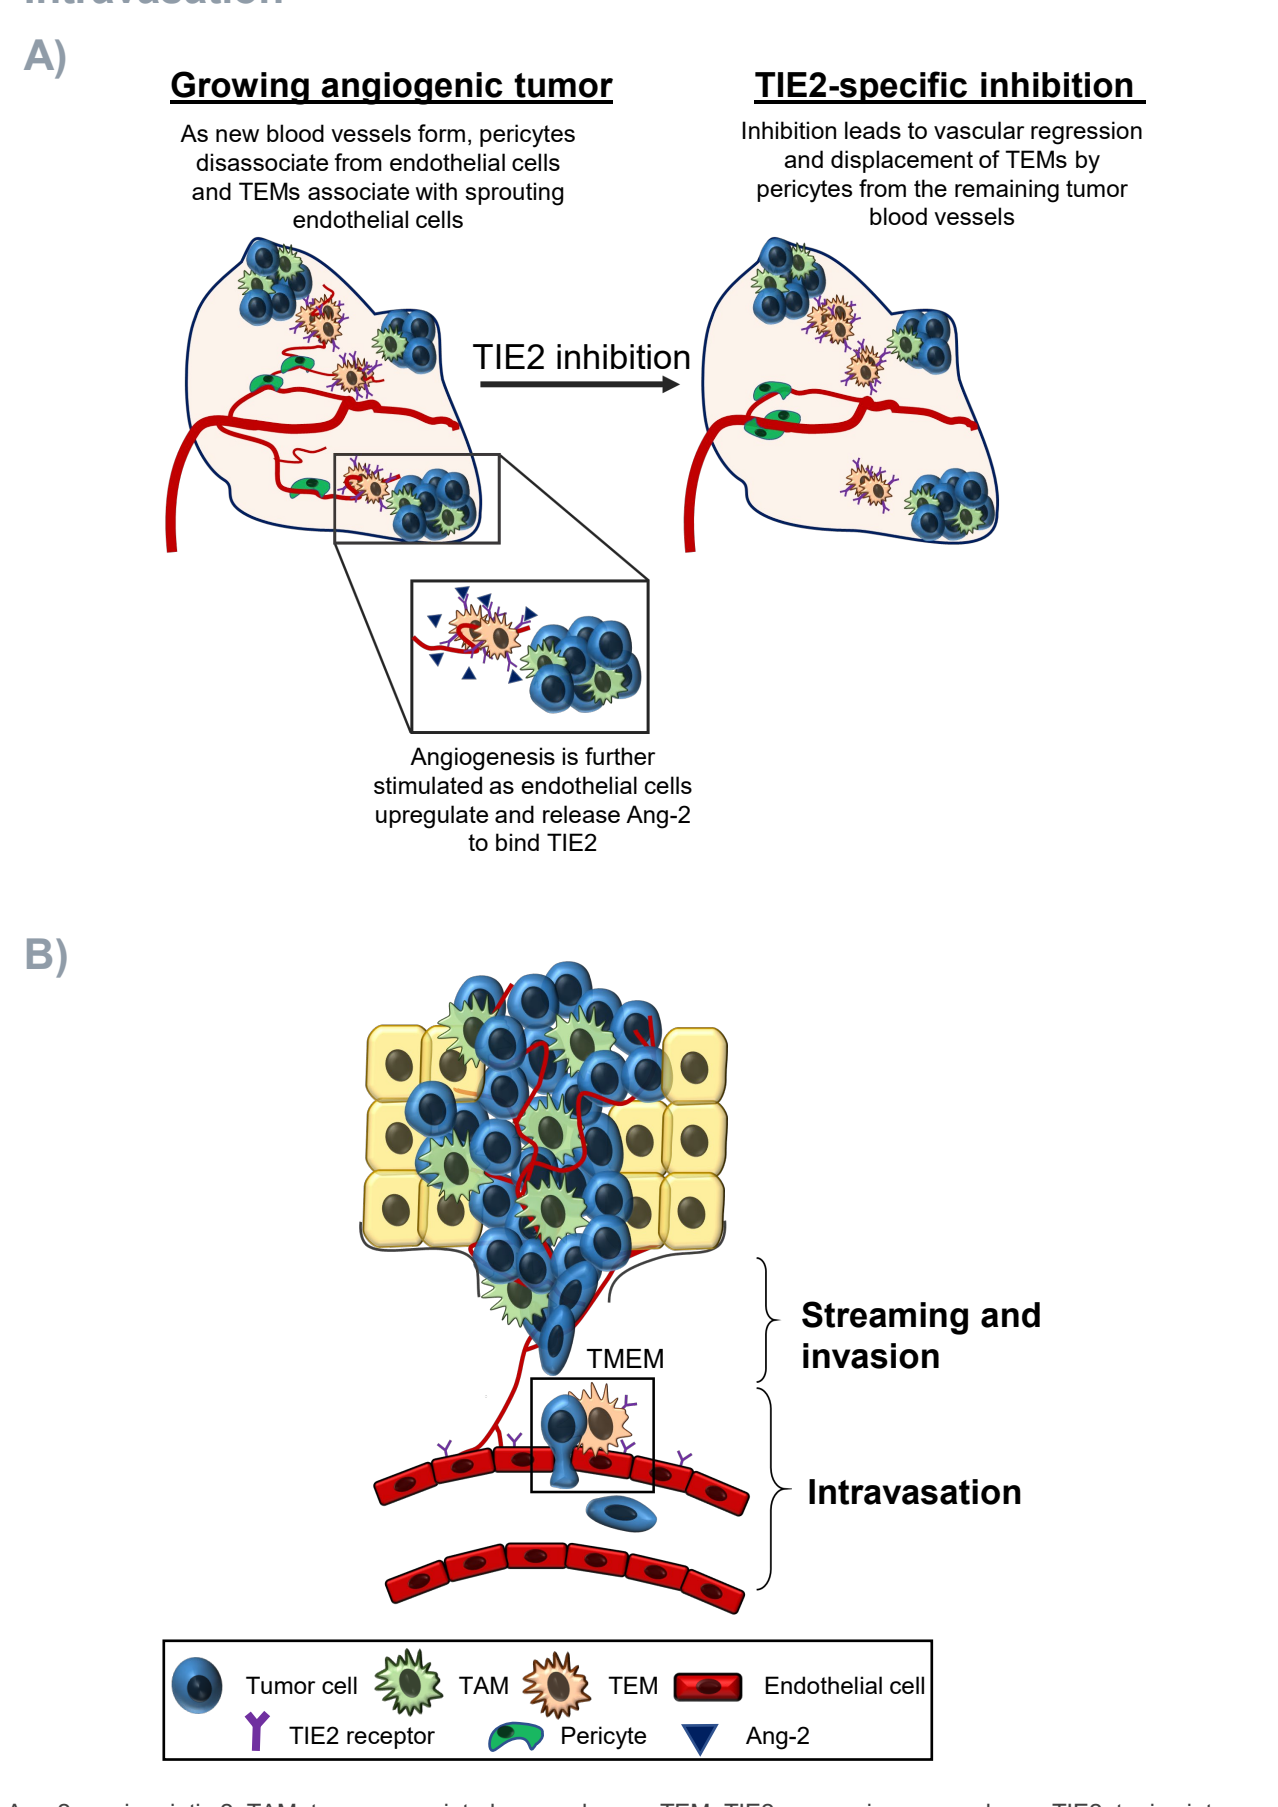 Intravasation
A)
Growing angiogenic tumor
As new blood vessels form, pericytes
disassociate from endothelial cells
and TEMs associate with sprouting
endothelial cells
TIE2-specific inhibition
Inhibition leads to vascular regression
and displacement of TEMs by
pericytes from the remaining tumor
blood vessels
TIE2 inhibition
Angiogenesis is further
stimulated as endothelial cells
upregulate and release Ang-2
to bind TIE2
B)
Streaming and
invasion
TMEM
Intravasation
Tumor cell TAM TEM Endothelial cell
TIE2 receptor Pericyte Ang-2